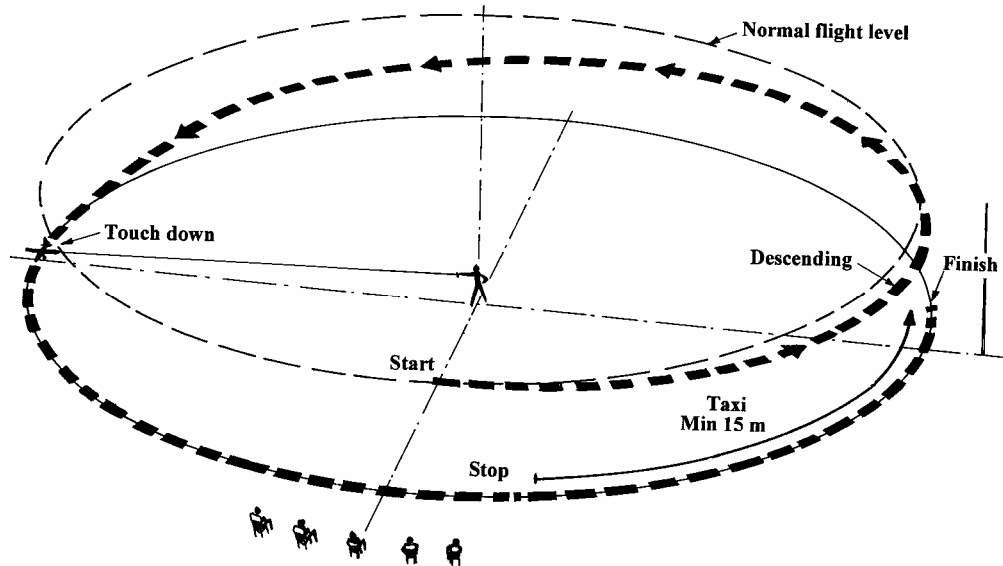 Normal flight level
Touch down
Descending
Finish
Start
Taxi
Min 15 m
Stop